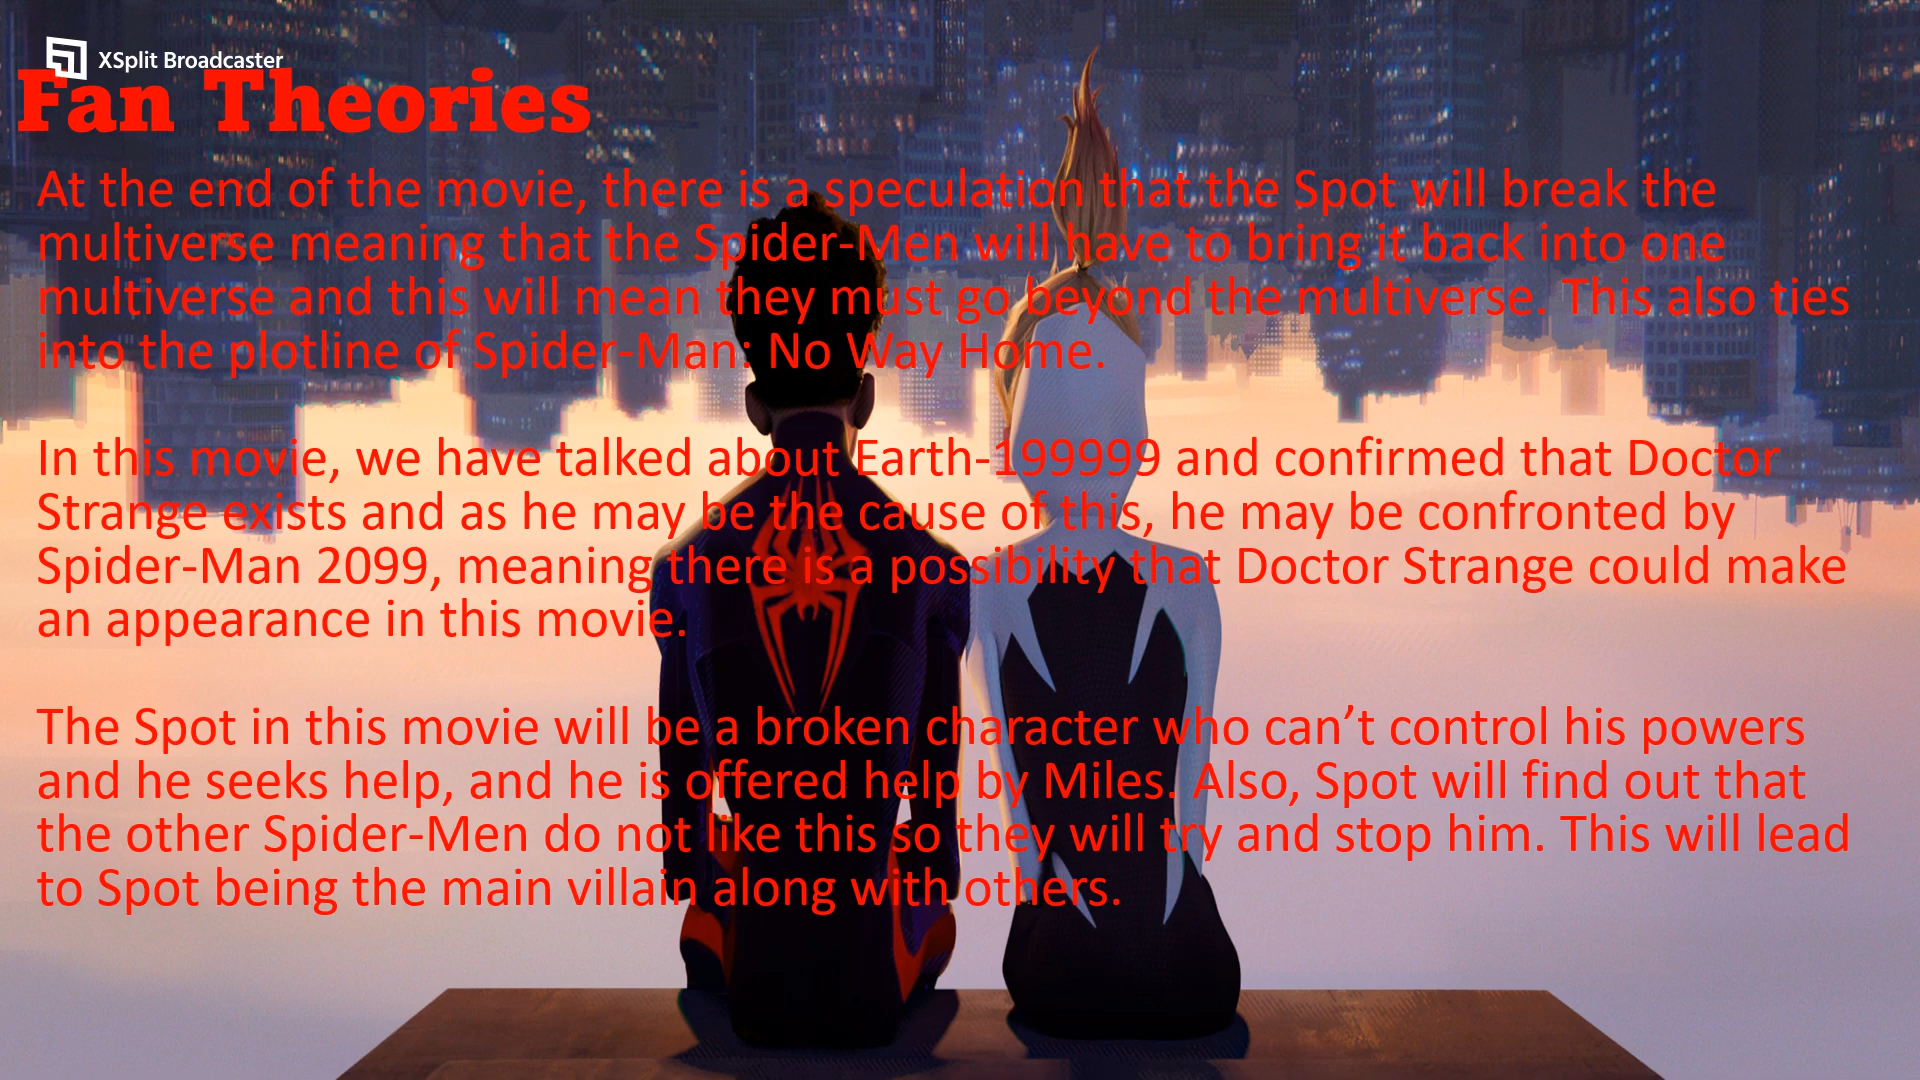 XSplit Broadcaster
Fan Theories
At the end of the movie, there is a speculation that the Spot will break the
multiverse meaning that the Spider-Men will have to bring it back into one
multiverse and this will mean they must go beyond the multiverse. This also ties
into the plotline of Spider-Man: No Way Home.
In this movie, we have talked about Earth-199999 and confirmed that Doctor
Strange exists and as he may be the cause of this, he may be confronted by
Spider-Man 2099, meaning there is a possibility that Doctor Strange could make
an appearance in this movie.
The Spot in this movie will be a broken character who can’t control his powers
and he seeks help, and he is offered help by Miles. Also, Spot will find out that
the other Spider-Men do not like this so they will try and stop him. This will lead
to Spot being the main villain along with others.